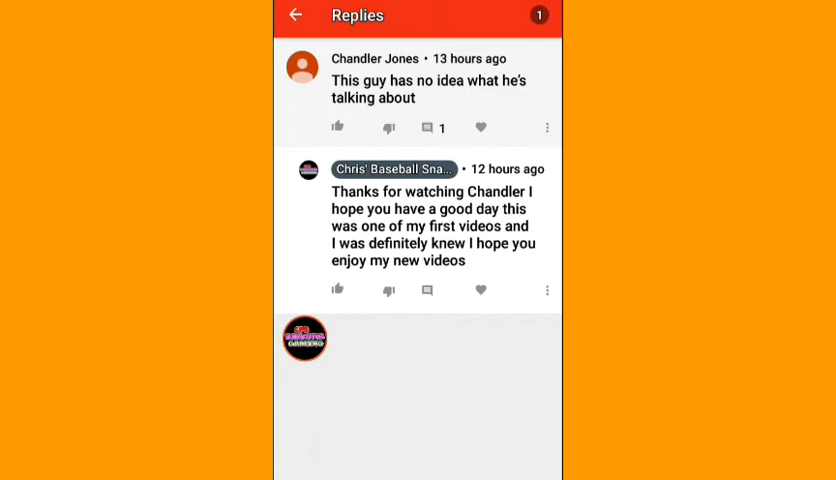 Replies
1
Chandler Jones • 13 hours ago
This guy has no idea what he's
talking about
1
Chris' Baseball Sna... • 12 hours ago
Thanks for watching Chandler I
hope you have a good day this
was one of my first videos and
I was definitely knew I hope you
enjoy my new videos